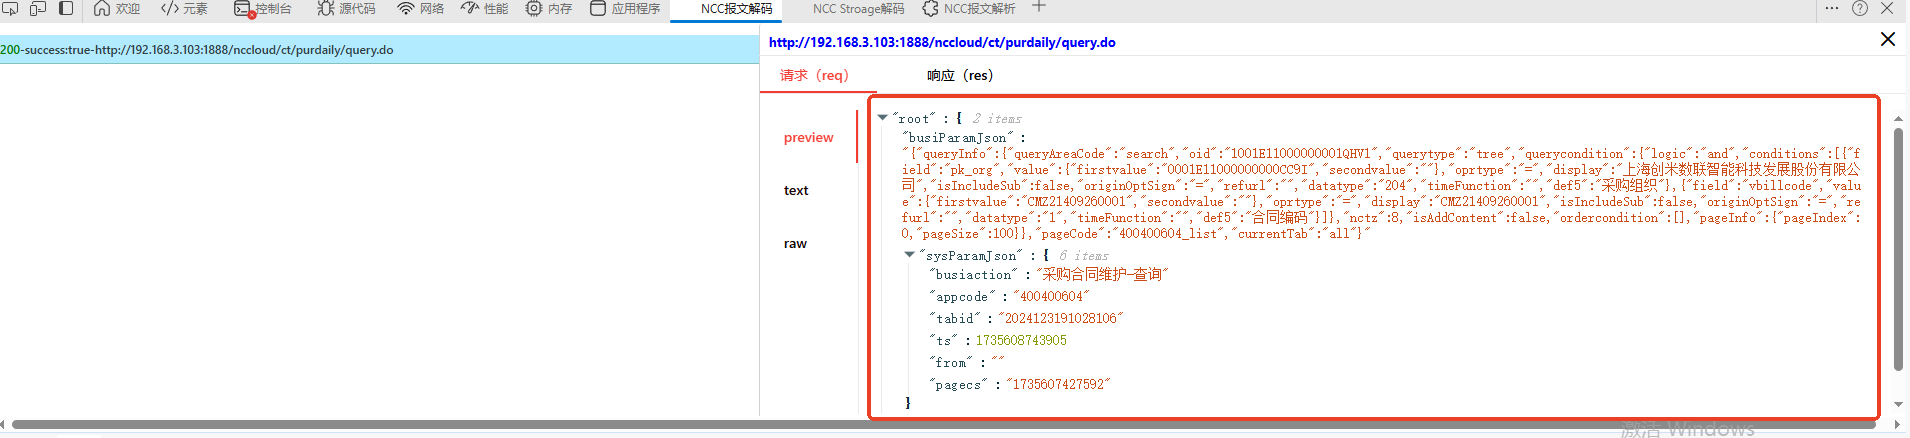 欢迎 元素 控制台 源代码 网络 性能 内存 应用程序 NCC报文解码 NCC Stroage解码 NCC报文解析
200-success:true-http://192.168.3.103:1888/nccloud/ct/purdaily/query.do
http://192.168.3.103:1888/nccloud/ct/purdaily/query.do
请求（req） 响应（res）
preview
text
raw
"root" : { 2 items
"busiParamJson" :
"{"queryInfo":{"queryAreaCode":"search","oid":"1001E11000000001QHV1","querytype":"tree","querycondition":{"logic":"and","conditions":[{"f
ield":"pk_org","value":{"firstvalue":"0001E11000000000CC9I","secondvalue":""},"oprtype":"=","display":"上海创米数联智能科技发展股份有限公
司","isIncludeSub":false,"originOptSign":"=","refurl":"","datatype":"204","timeFunction":"","def5":"采购组织"},{"field":"vbillcode","valu
e":{"firstvalue":"CMZ21409260001","secondvalue":""},"oprtype":"=","display":"CMZ21409260001","isIncludeSub":false,"originOptSign":"=","re
furl":"","datatype":"1","timeFunction":"","def5":"合同编码"}]},"nctz":8,"isAddContent":false,"ordercondition":[],"pageInfo":{"pageIndex":
0,"pageSize":100}},"pageCode":"400400604_list","currentTab":"all"}"
"sysParamJson" : { 6 items
"busiaction" : "采购合同维护-查询"
"appcode" : "400400604"
"tabid" : "2024123191028106"
"ts" : 1735608743905
"from" : ""
"pagecs" : "1735607427592"
}
激活 Windows